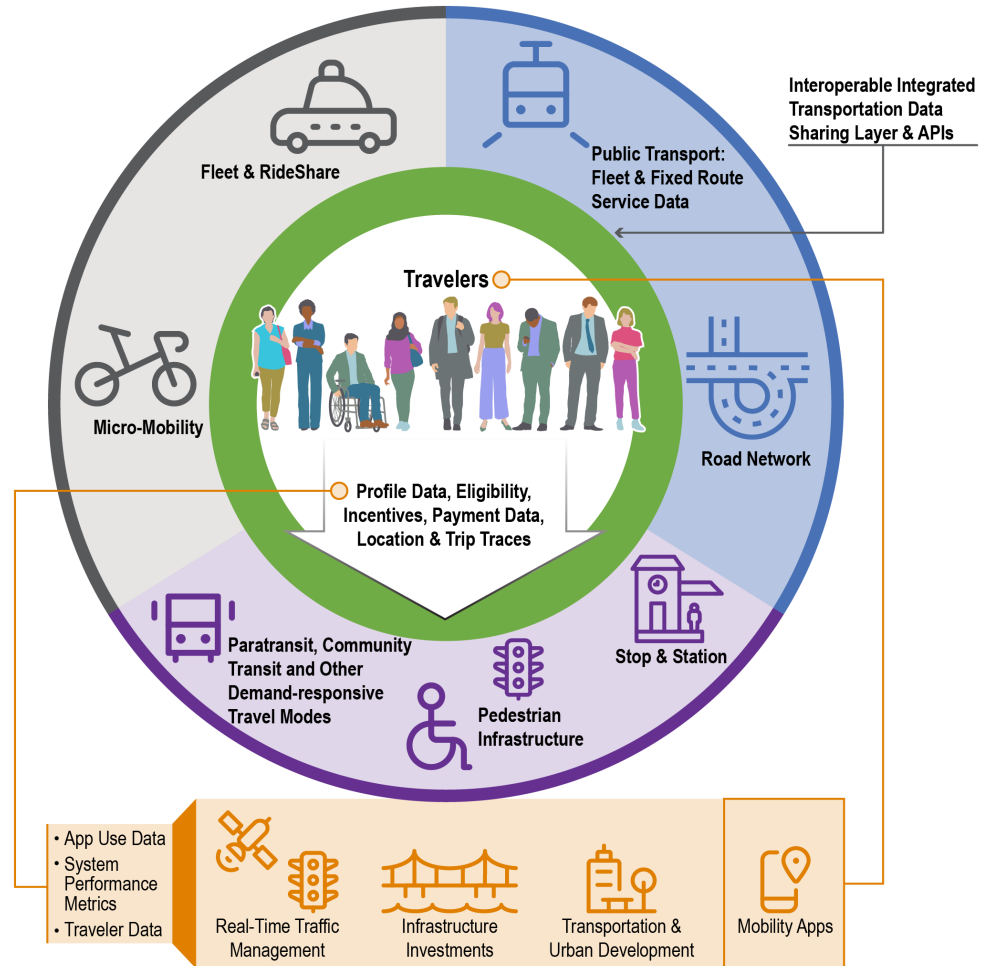 Interoperable Integrated
Transportation Data
Sharing Layer & APIs
Fleet & RideShare
Public Transport:
Fleet & Fixed Route
Service Data
Travelers
Micro-Mobility
Road Network
Profile Data, Eligibility,
Incentives, Payment Data,
Location & Trip Traces
Paratransit, Community
Transit and Other
Demand-responsive
Travel Modes
Stop & Station
Pedestrian
Infrastructure
• App Use Data
• System
Performance
Metrics
• Traveler Data
Real-Time Traffic
Management
Infrastructure
Investments
Transportation &
Urban Development
Mobility Apps